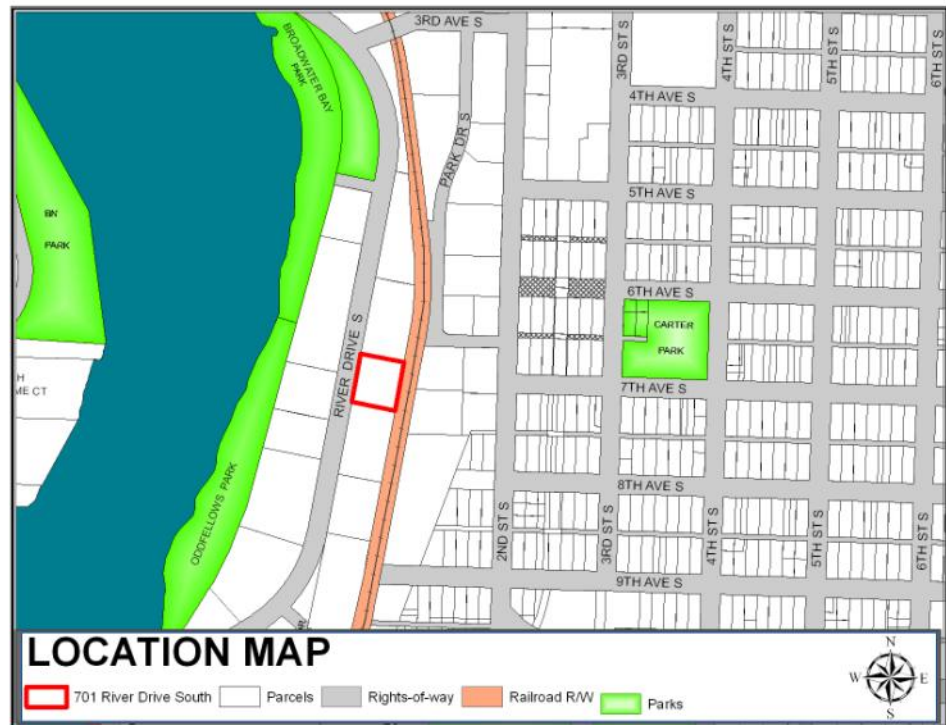 3RD AVE S
BROADWATER BAY
PARK
3RD ST S
4TH ST S
5TH ST S
6TH ST S
4TH AVE S
PARK DR S
5TH AVE S
BN
PARK
6TH AVE S
CARTER
PARK
RIVER DRIVE S
7TH AVE S
H
ME CT
ODDFELLOWS PARK
8TH AVE S
2ND ST S
3RD ST S
4TH ST S
5TH ST S
6TH ST S
9TH AVE S
LOCATION MAP
701 River Drive South
Parcels
Rights-of-way
Railroad R/W
Parks
N
W
E
S